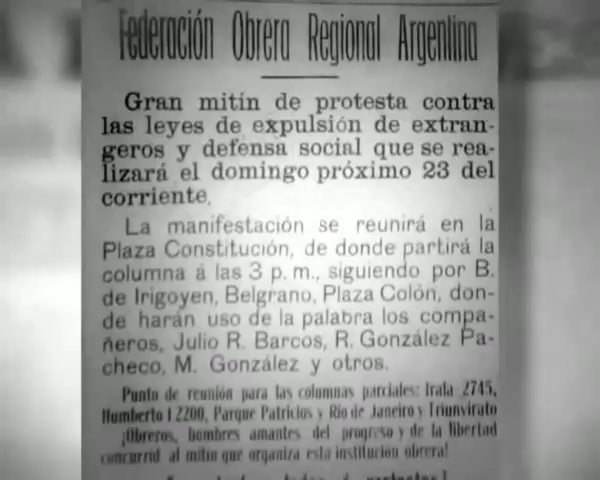 Federación Obrera Regional Argentina
Gran mitín de protesta contra
las leyes de expulsión de extran-
geros y defensa social que se rea-
lizará el domingo próximo 23 del
corriente.
La manifestación se reunirá en la
Plaza Constitución, de donde partirá la
columna á las 3 p. m., siguiendo por B.
de Irigoyen, Belgrano, Plaza Colón, don-
de harán uso de la palabra los compa-
ñeros, Julio R. Barcos, R. González Pa-
checo, M. González y otros.
Punto de reunión para las columnas parciales: Irala 2745,
Humberto I 2200, Parque Patricios y Rio de Janeiro y Triunvirato
¡Obreros, hombres amantes del progreso y de la libertad
concurrid al mitin que organiza esta institucion obrera!